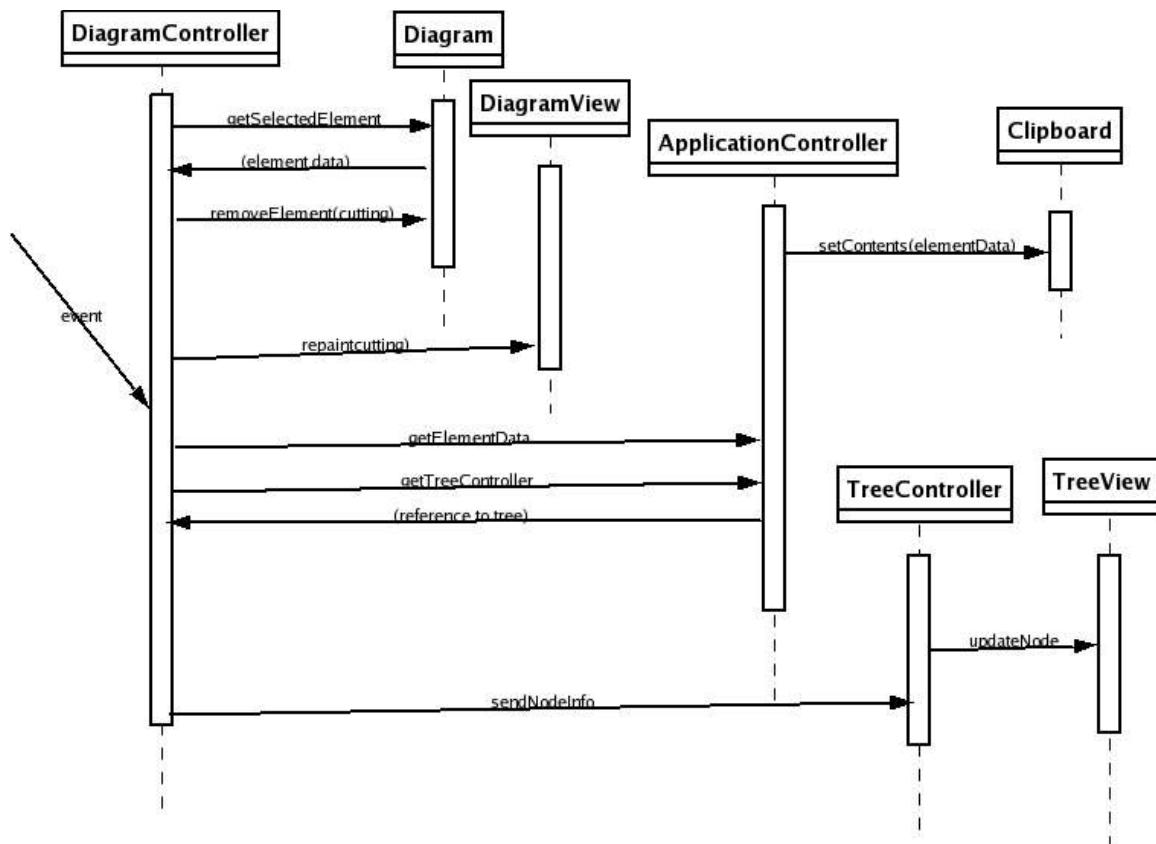 DiagramController
Diagram
DiagramView
ApplicationController
Clipboard
getSelectedElement
(element data)
removeElement(cutting)
setContents(elementData)
event
repaintcutting)
getElementData
getTreeController
(reference to tree)
TreeController
TreeView
updateNode
sendNodeInfo